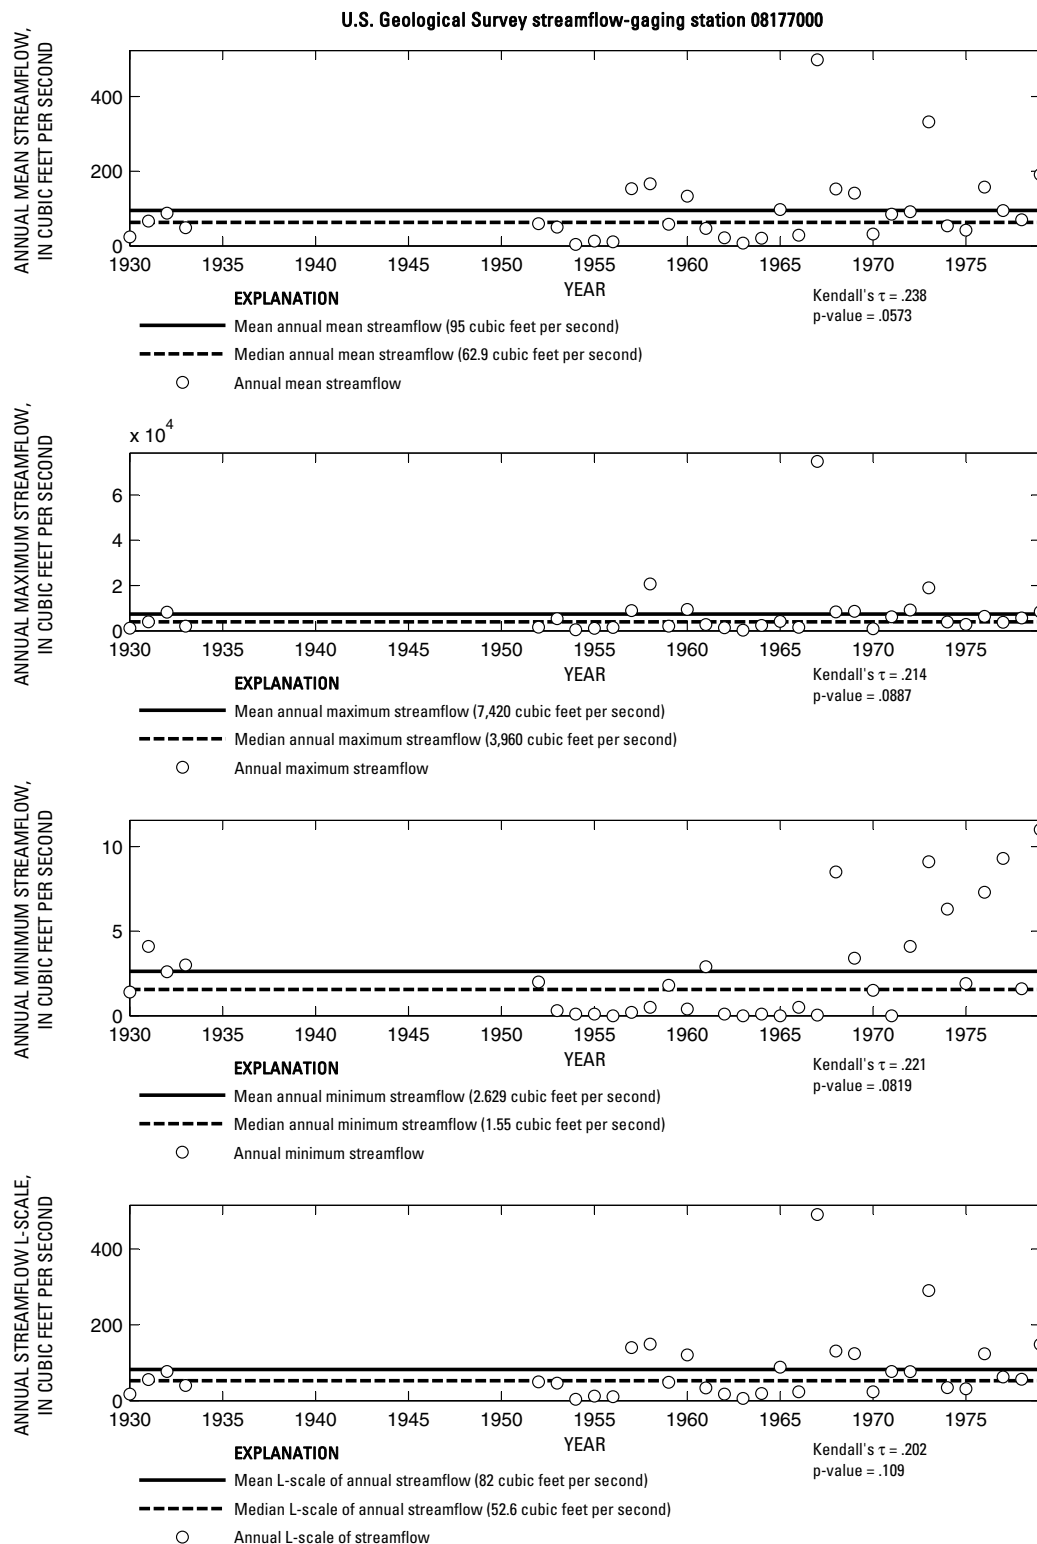 U.S. Geological Survey streamflow-gaging station 08177000
ANNUAL MEAN STREAMFLOW,
IN CUBIC FEET PER SECOND
400
200
0
1930 1935 1940 1945 1950 1955 1960 1965 1970 1975
YEAR
Kendall's τ = .238
p-value = .0573
EXPLANATION
Mean annual mean streamflow (95 cubic feet per second)
Median annual mean streamflow (62.9 cubic feet per second)
Annual mean streamflow
ANNUAL MAXIMUM STREAMFLOW,
IN CUBIC FEET PER SECOND
x 10^4
6
4
2
0
1930 1935 1940 1945 1950 1955 1960 1965 1970 1975
YEAR
Kendall's τ = .214
p-value = .0887
EXPLANATION
Mean annual maximum streamflow (7,420 cubic feet per second)
Median annual maximum streamflow (3,960 cubic feet per second)
Annual maximum streamflow
ANNUAL MINIMUM STREAMFLOW,
IN CUBIC FEET PER SECOND
10
5
0
1930 1935 1940 1945 1950 1955 1960 1965 1970 1975
YEAR
Kendall's τ = .221
p-value = .0819
EXPLANATION
Mean annual minimum streamflow (2.629 cubic feet per second)
Median annual minimum streamflow (1.55 cubic feet per second)
Annual minimum streamflow
ANNUAL STREAMFLOW L-SCALE,
IN CUBIC FEET PER SECOND
400
200
0
1930 1935 1940 1945 1950 1955 1960 1965 1970 1975
YEAR
Kendall's τ = .202
p-value = .109
EXPLANATION
Mean L-scale of annual streamflow (82 cubic feet per second)
Median L-scale of annual streamflow (52.6 cubic feet per second)
Annual L-scale of streamflow